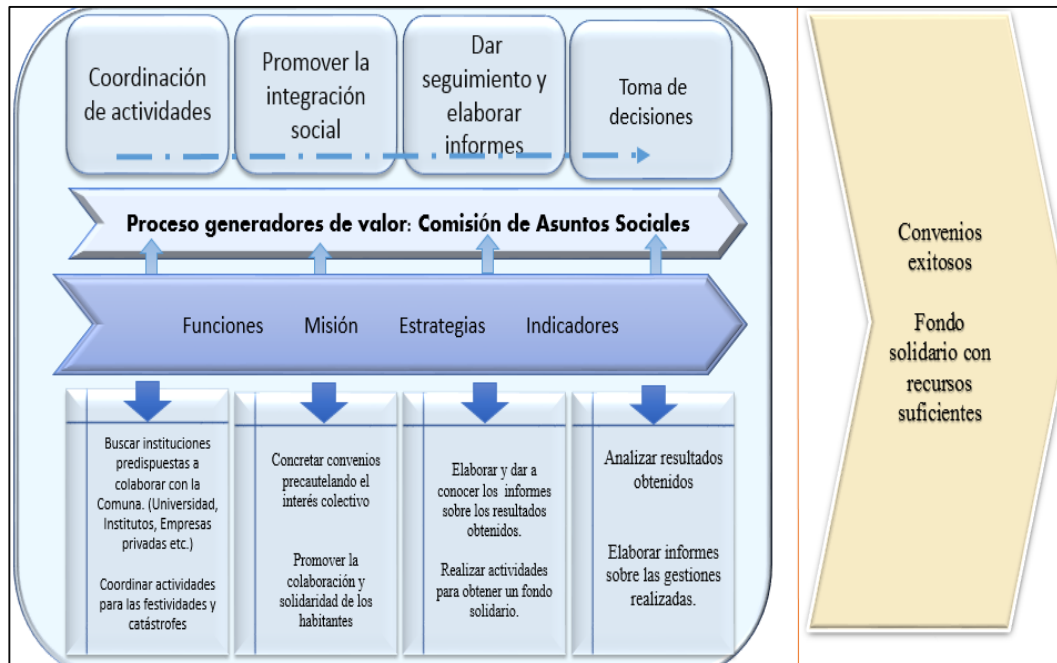 Coordinación
de actividades
Promover la
integración
social
Dar
seguimiento y
elaborar
informes
Toma de
decisiones
Proceso generadores de valor: Comisión de Asuntos Sociales
Funciones Misión Estrategias Indicadores
Buscar instituciones
predispuestas a
colaborar con la
Comuna. (Universidad,
Institutos, Empresas
privadas etc.)
Coordinar actividades
para las festividades y
catástrofes
Concretar convenios
precautelando el
interés colectivo
Promover la
colaboración y
solidaridad de los
habitantes
Elaborar y dar a
conocer los informes
sobre los resultados
obtenidos.
Realizar actividades
para obtener un fondo
solidario.
Analizar resultados
obtenidos
Elaborar informes
sobre las gestiones
realizadas.
Convenios
exitosos
Fondo
solidario con
recursos
suficientes